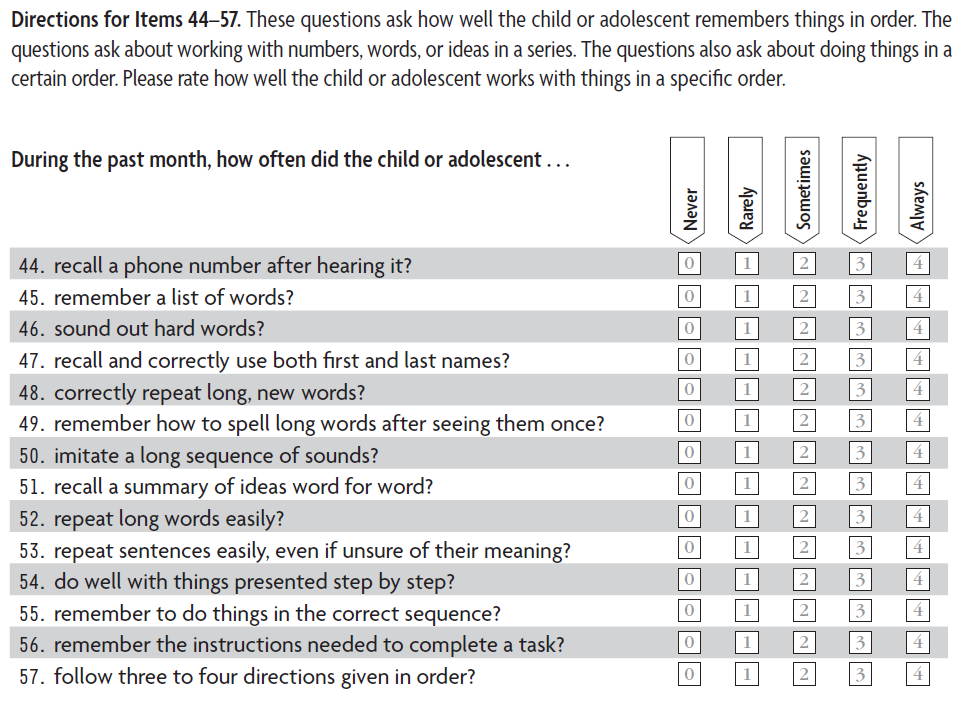 Directions for Items 44–57. These questions ask how well the child or adolescent remembers things in order. The
questions ask about working with numbers, words, or ideas in a series. The questions also ask about doing things in a
certain order. Please rate how well the child or adolescent works with things in a specific order.
During the past month, how often did the child or adolescent . . .
Never
Rarely
Sometimes
Frequently
Always
44. recall a phone number after hearing it? 0 1 2 3 4
45. remember a list of words? 0 1 2 3 4
46. sound out hard words? 0 1 2 3 4
47. recall and correctly use both first and last names? 0 1 2 3 4
48. correctly repeat long, new words? 0 1 2 3 4
49. remember how to spell long words after seeing them once? 0 1 2 3 4
50. imitate a long sequence of sounds? 0 1 2 3 4
51. recall a summary of ideas word for word? 0 1 2 3 4
52. repeat long words easily? 0 1 2 3 4
53. repeat sentences easily, even if unsure of their meaning? 0 1 2 3 4
54. do well with things presented step by step? 0 1 2 3 4
55. remember to do things in the correct sequence? 0 1 2 3 4
56. remember the instructions needed to complete a task? 0 1 2 3 4
57. follow three to four directions given in order? 0 1 2 3 4